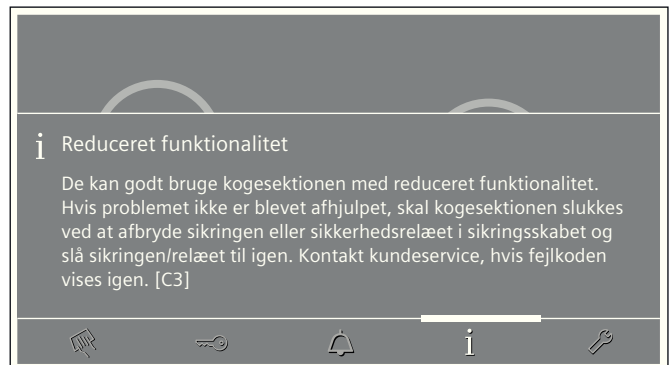 i Reduceret funktionalitet
De kan godt bruge kogesektionen med reduceret funktionalitet.
Hvis problemet ikke er blevet afhjulpet, skal kogesektionen slukkes
ved at afbryde sikringen eller sikkerhedsrelæet i sikringsskabet og
slå sikringen/relæet til igen. Kontakt kundeservice, hvis fejlkoden
vises igen. [C3]
i